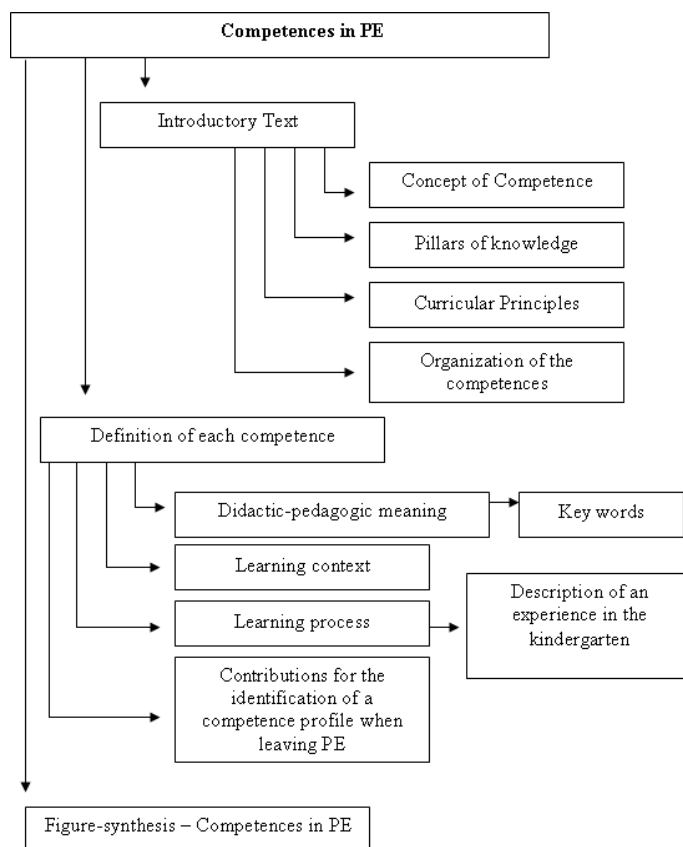 Competences in PE
Introductory Text
Concept of Competence
Pillars of knowledge
Curricular Principles
Organization of the
competences
Definition of each competence
Didactic-pedagogic meaning
Key words
Learning context
Learning process
Description of an
experience in the
kindergarten
Contributions for the
identification of a
competence profile when
leaving PE
Figure-synthesis – Competences in PE